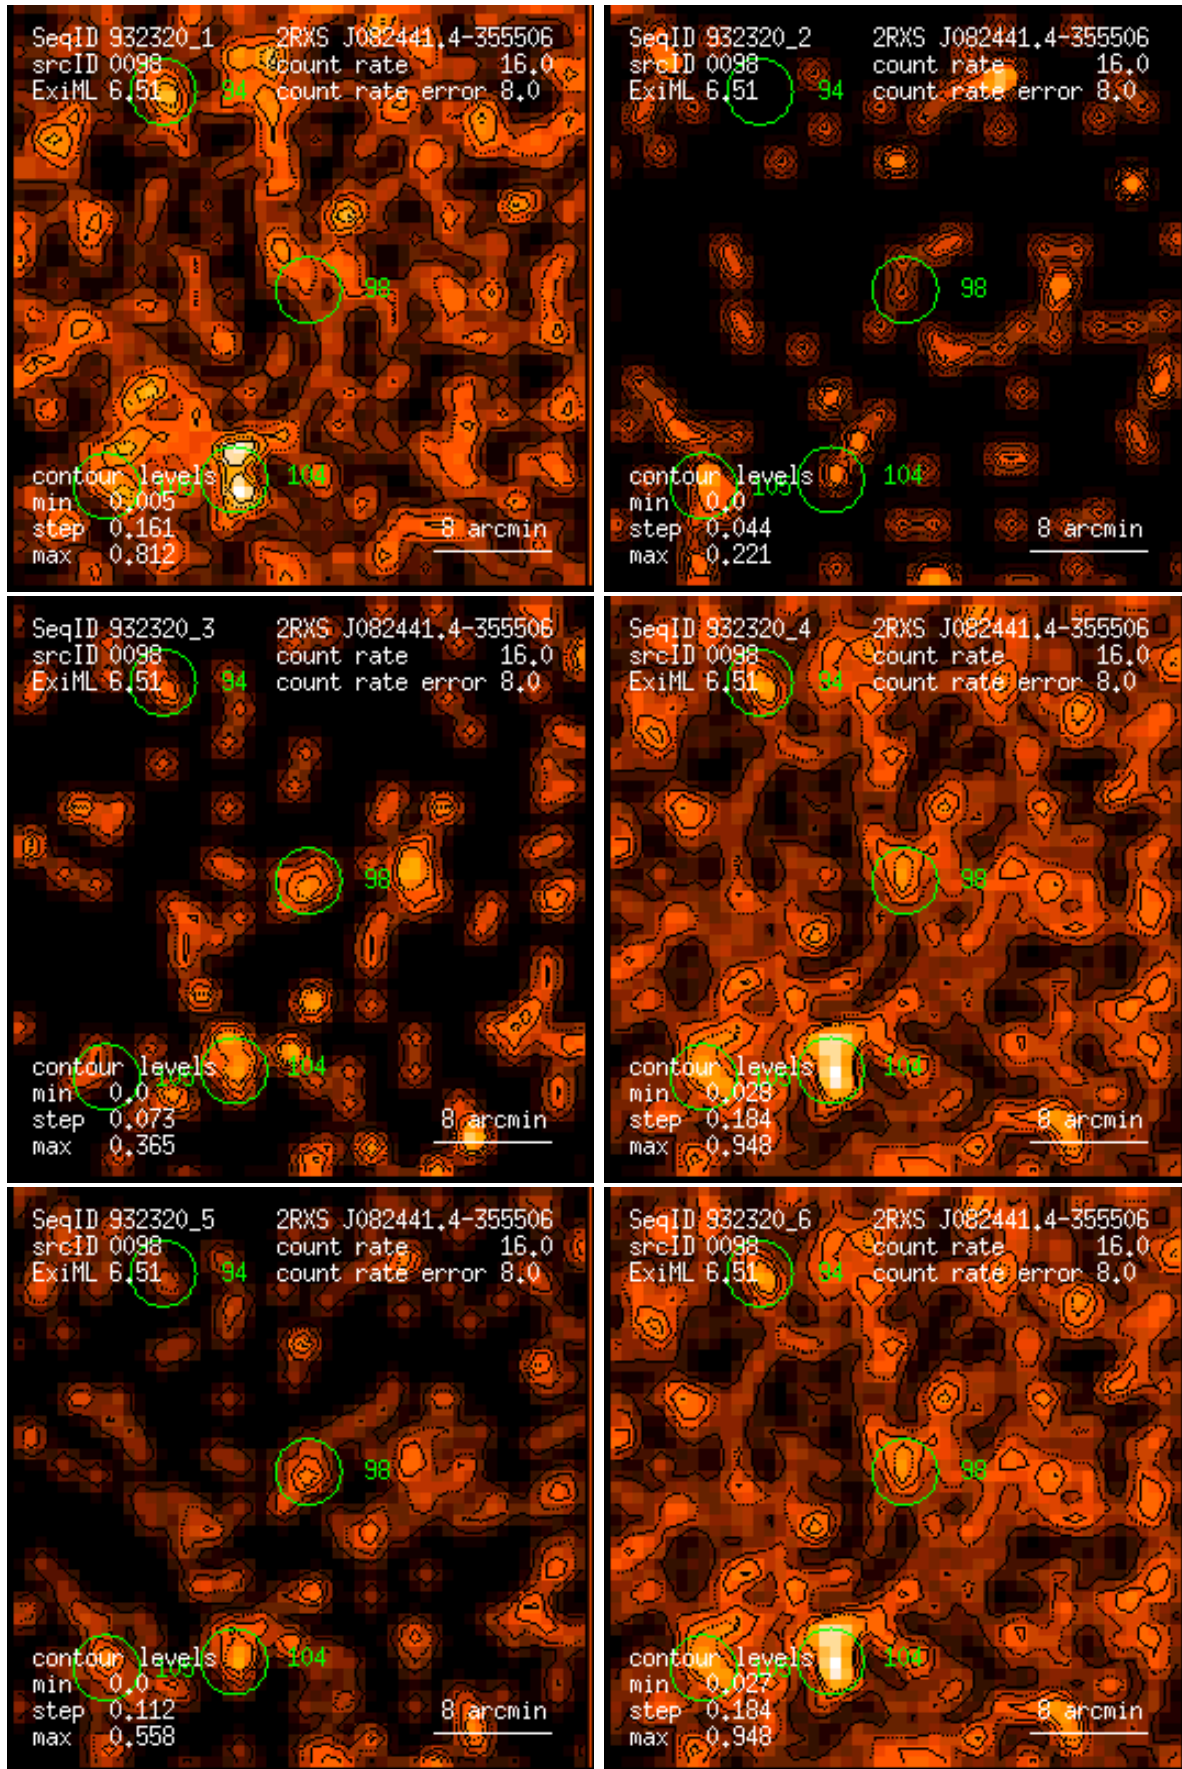 SeqID 932320_1 2RXS J082441.4-355506
srcID 0098 count rate 16.0
ExiML 6.51 94 count rate error 8.0
98
contour levels 104
min 0.005 105
step 0.161 8 arcmin
max 0.812
SeqID 932320_2 2RXS J082441.4-355506
srcID 0098 count rate 16.0
ExiML 6.51 94 count rate error 8.0
98
contour levels 104
min 0.0 105
step 0.044 8 arcmin
max 0.221
SeqID 932320_3 2RXS J082441.4-355506
srcID 0098 count rate 16.0
ExiML 6.51 94 count rate error 8.0
98
contour levels 104
min 0.0 105
step 0.073 8 arcmin
max 0.365
SeqID 932320_4 2RXS J082441.4-355506
srcID 0098 count rate 16.0
ExiML 6.51 94 count rate error 8.0
98
contour levels 104
min 0.028 105
step 0.184 8 arcmin
max 0.948
SeqID 932320_5 2RXS J082441.4-355506
srcID 0098 count rate 16.0
ExiML 6.51 94 count rate error 8.0
98
contour levels 104
min 0.0 105
step 0.112 8 arcmin
max 0.558
SeqID 932320_6 2RXS J082441.4-355506
srcID 0098 count rate 16.0
ExiML 6.51 94 count rate error 8.0
98
contour levels 104
min 0.027 105
step 0.184 8 arcmin
max 0.948